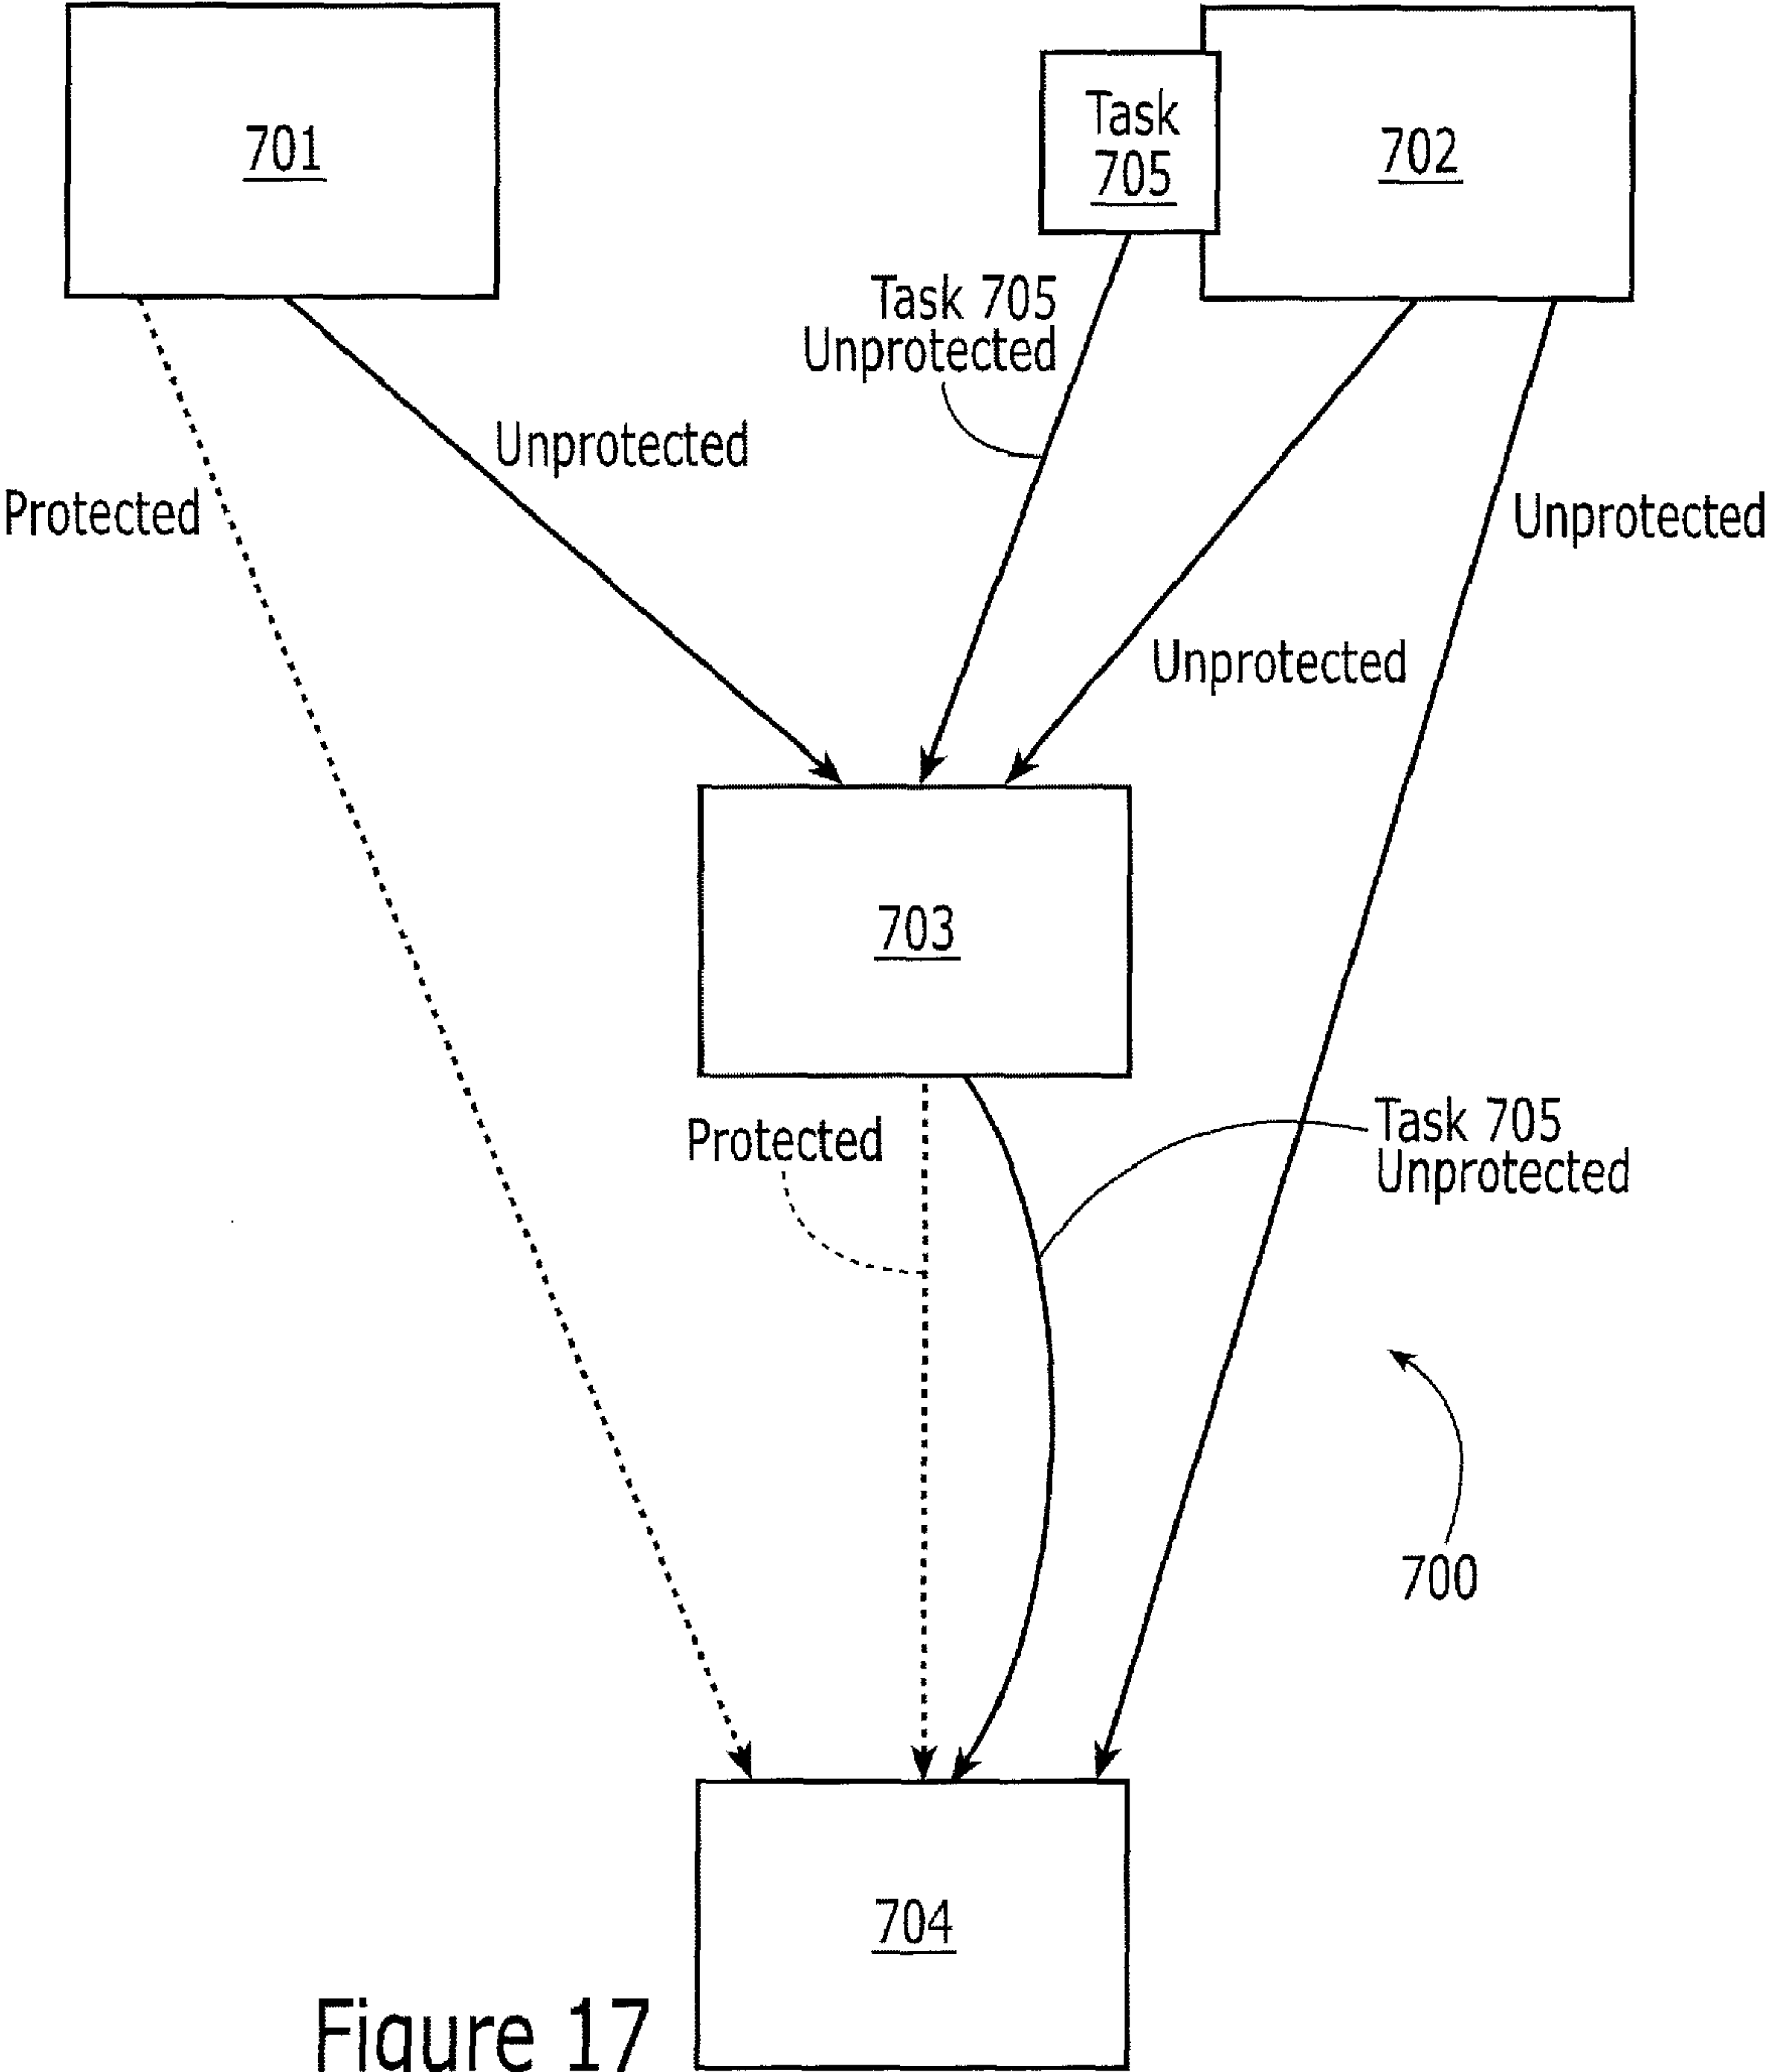 701
Task
705
702
Task 705
Unprotected
Unprotected
Protected
Unprotected
Unprotected
703
Protected
Task 705
Unprotected
700
704
Figure 17